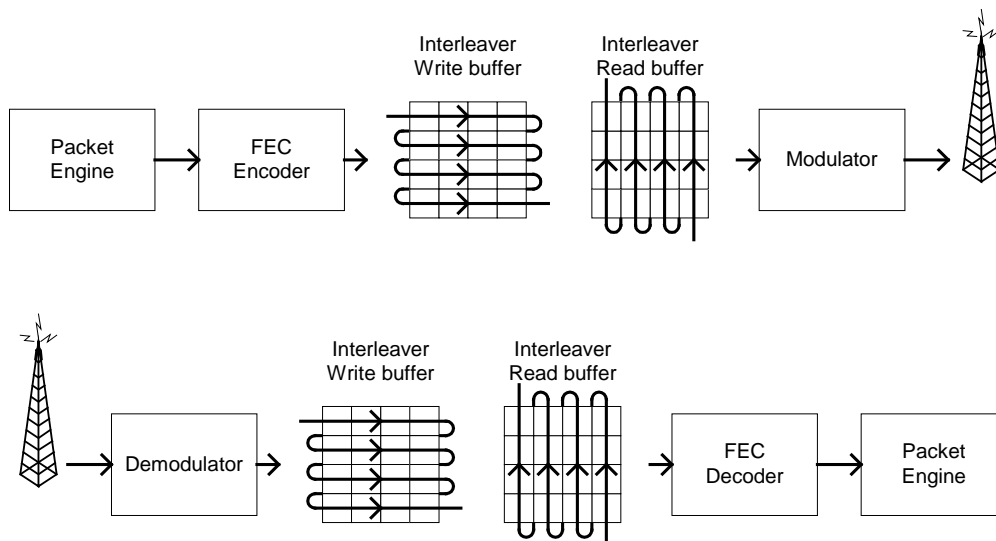 Interleaver
Write buffer
Interleaver
Read buffer
Packet
Engine
FEC
Encoder
Modulator
Interleaver
Write buffer
Interleaver
Read buffer
Demodulator
FEC
Decoder
Packet
Engine